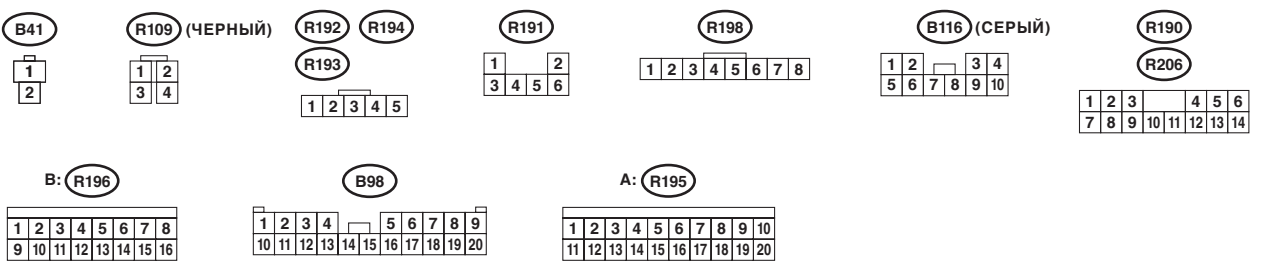 B41 R109 (ЧЕРНЫЙ) R192 R194 R191 R198 B116 (СЕРЫЙ) R190
R193 R206
1 1 2 1 2 1 2 3 4 5 6 7 8 1 2 3 4
2 3 4 3 4 5 6 5 6 7 8 9 10
1 2 3 4 5 1 2 3 4 5 6
7 8 9 10 11 12 13 14
B: R196 B98 A: R195
1 2 3 4 5 6 7 8 1 2 3 4 5 6 7 8 9 1 2 3 4 5 6 7 8 9 10
9 10 11 12 13 14 15 16 10 11 12 13 14 15 16 17 18 19 20 11 12 13 14 15 16 17 18 19 20